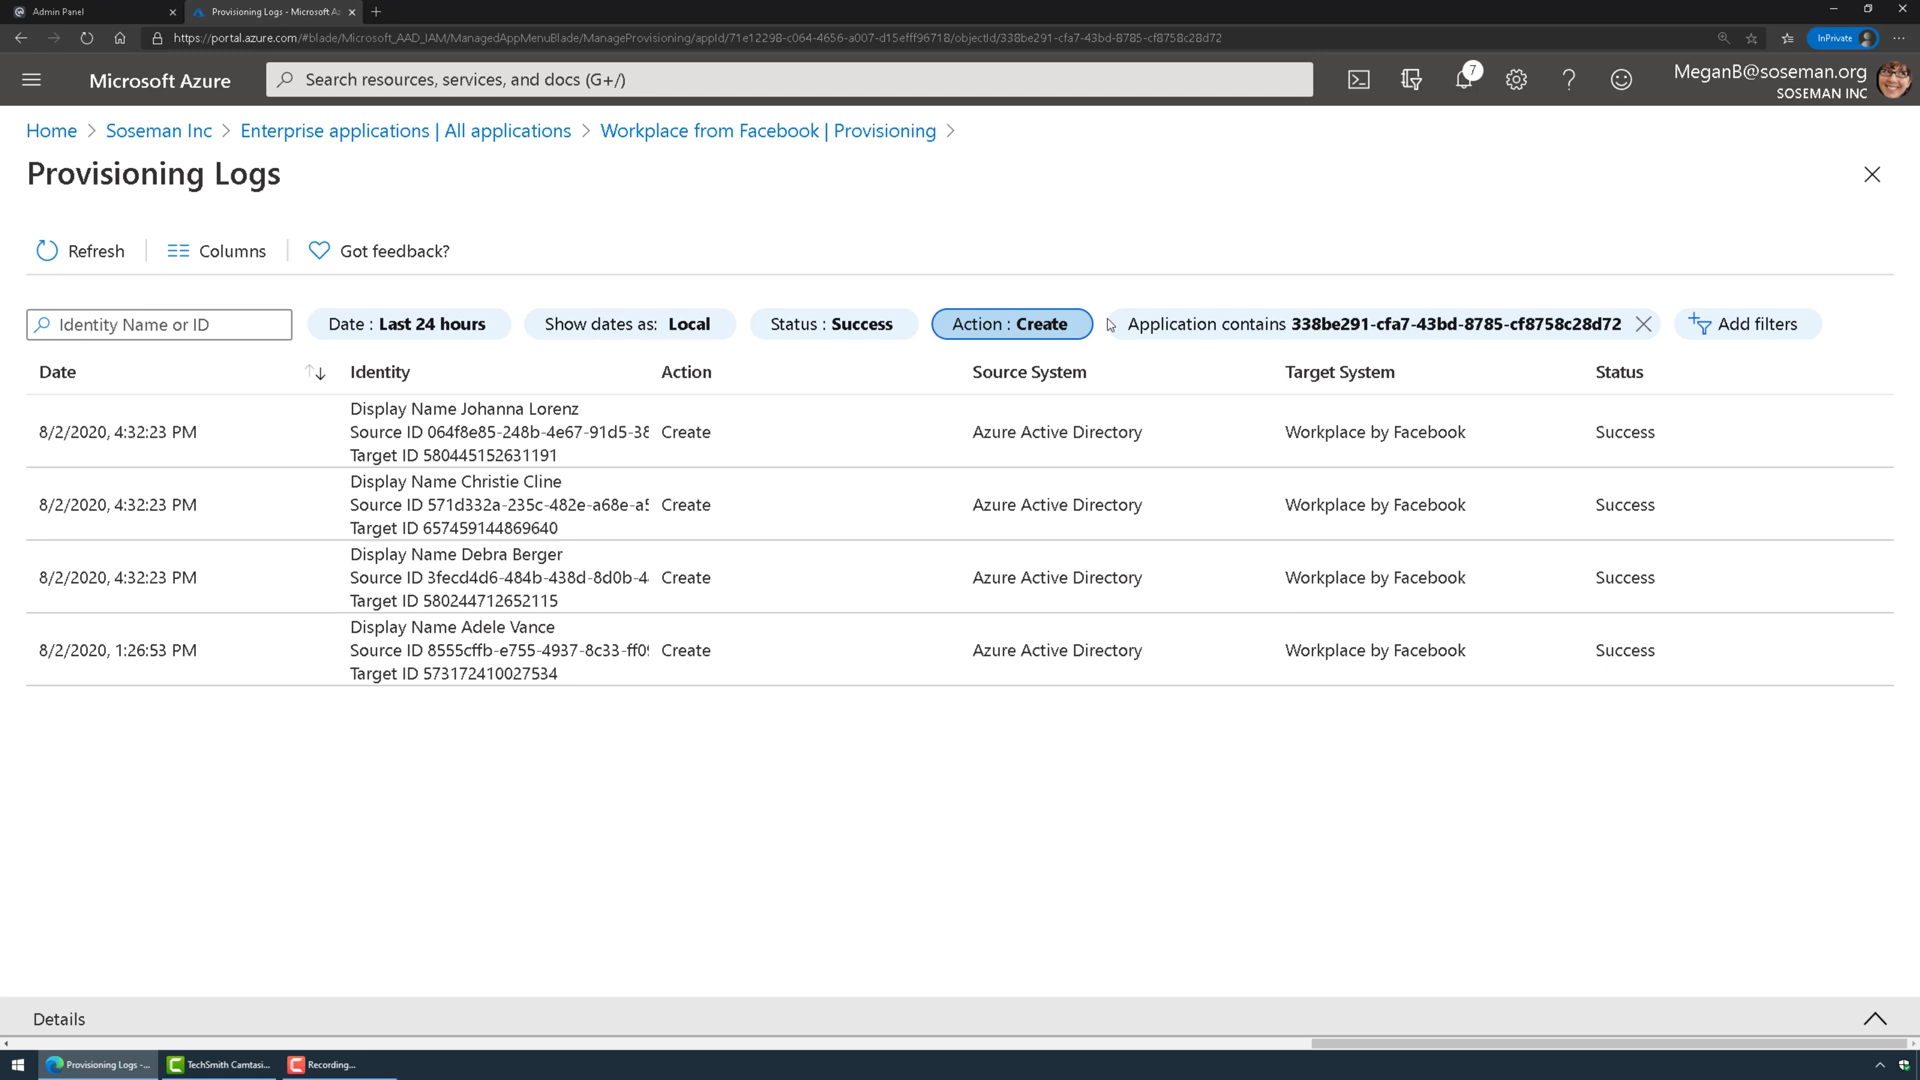 Admin Panel
Provisioning Logs - Microsoft Az
https://portal.azure.com/#blade/Microsoft_AAD_IAM/ManagedAppMenuBlade/ManageProvisioning/appId/71e12298-c064-4656-a007-d15efff96718/objectId/338be291-cfa7-43bd-8785-cf8758c28d72
InPrivate
Microsoft Azure
Search resources, services, and docs (G+/)
7
MeganB@soseman.org
SOSEMAN INC
Home > Soseman Inc > Enterprise applications | All applications > Workplace from Facebook | Provisioning >
Provisioning Logs
Refresh
Columns
Got feedback?
Identity Name or ID
Date : Last 24 hours
Show dates as: Local
Status : Success
Action : Create
Application contains 338be291-cfa7-43bd-8785-cf8758c28d72
Add filters
Date Identity Action Source System Target System Status
Display Name Johanna Lorenz
8/2/2020, 4:32:23 PM Source ID 064f8e85-248b-4e67-91d5-38 Create Azure Active Directory Workplace by Facebook Success
Target ID 580445152631191
Display Name Christie Cline
8/2/2020, 4:32:23 PM Source ID 571d332a-235c-482e-a68e-a5 Create Azure Active Directory Workplace by Facebook Success
Target ID 657459144869640
Display Name Debra Berger
8/2/2020, 4:32:23 PM Source ID 3fecd4d6-484b-438d-8d0b-4 Create Azure Active Directory Workplace by Facebook Success
Target ID 580244712652115
Display Name Adele Vance
8/2/2020, 1:26:53 PM Source ID 8555cffb-e755-4937-8c33-ff09 Create Azure Active Directory Workplace by Facebook Success
Target ID 573172410027534
Details
Provisioning Logs -...
TechSmith Camtasi...
Recording...